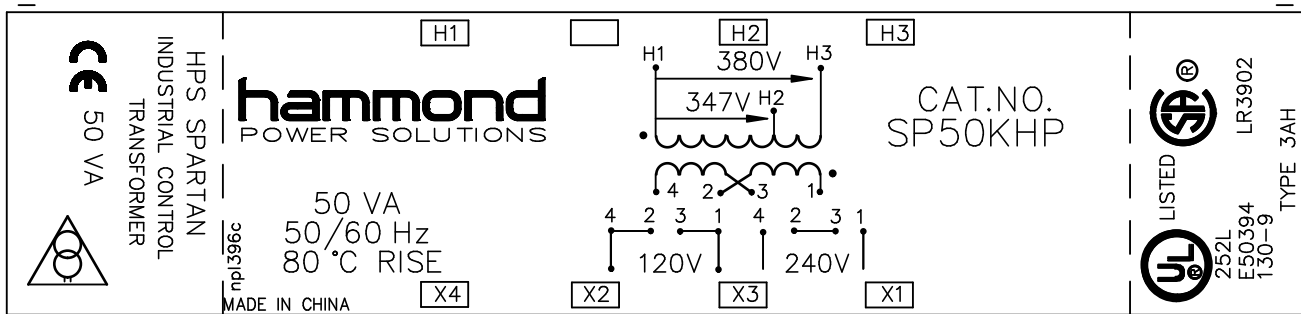 CE 50 VA
HPS SPARTAN
INDUSTRIAL CONTROL
TRANSFORMER
H1
H2
H3
hammond
POWER SOLUTIONS
50 VA
50/60 Hz
80 °C RISE
npl396c
MADE IN CHINA
H1 380V H3
347V H2
4 2 3 1
4 2 3 1 4 2 3 1
120V 240V
X4
X2
X3
X1
CAT.NO.
SP50KHP
SA ®
LR3902
UL ® LISTED
252L
E50394
130-9
TYPE 3AH